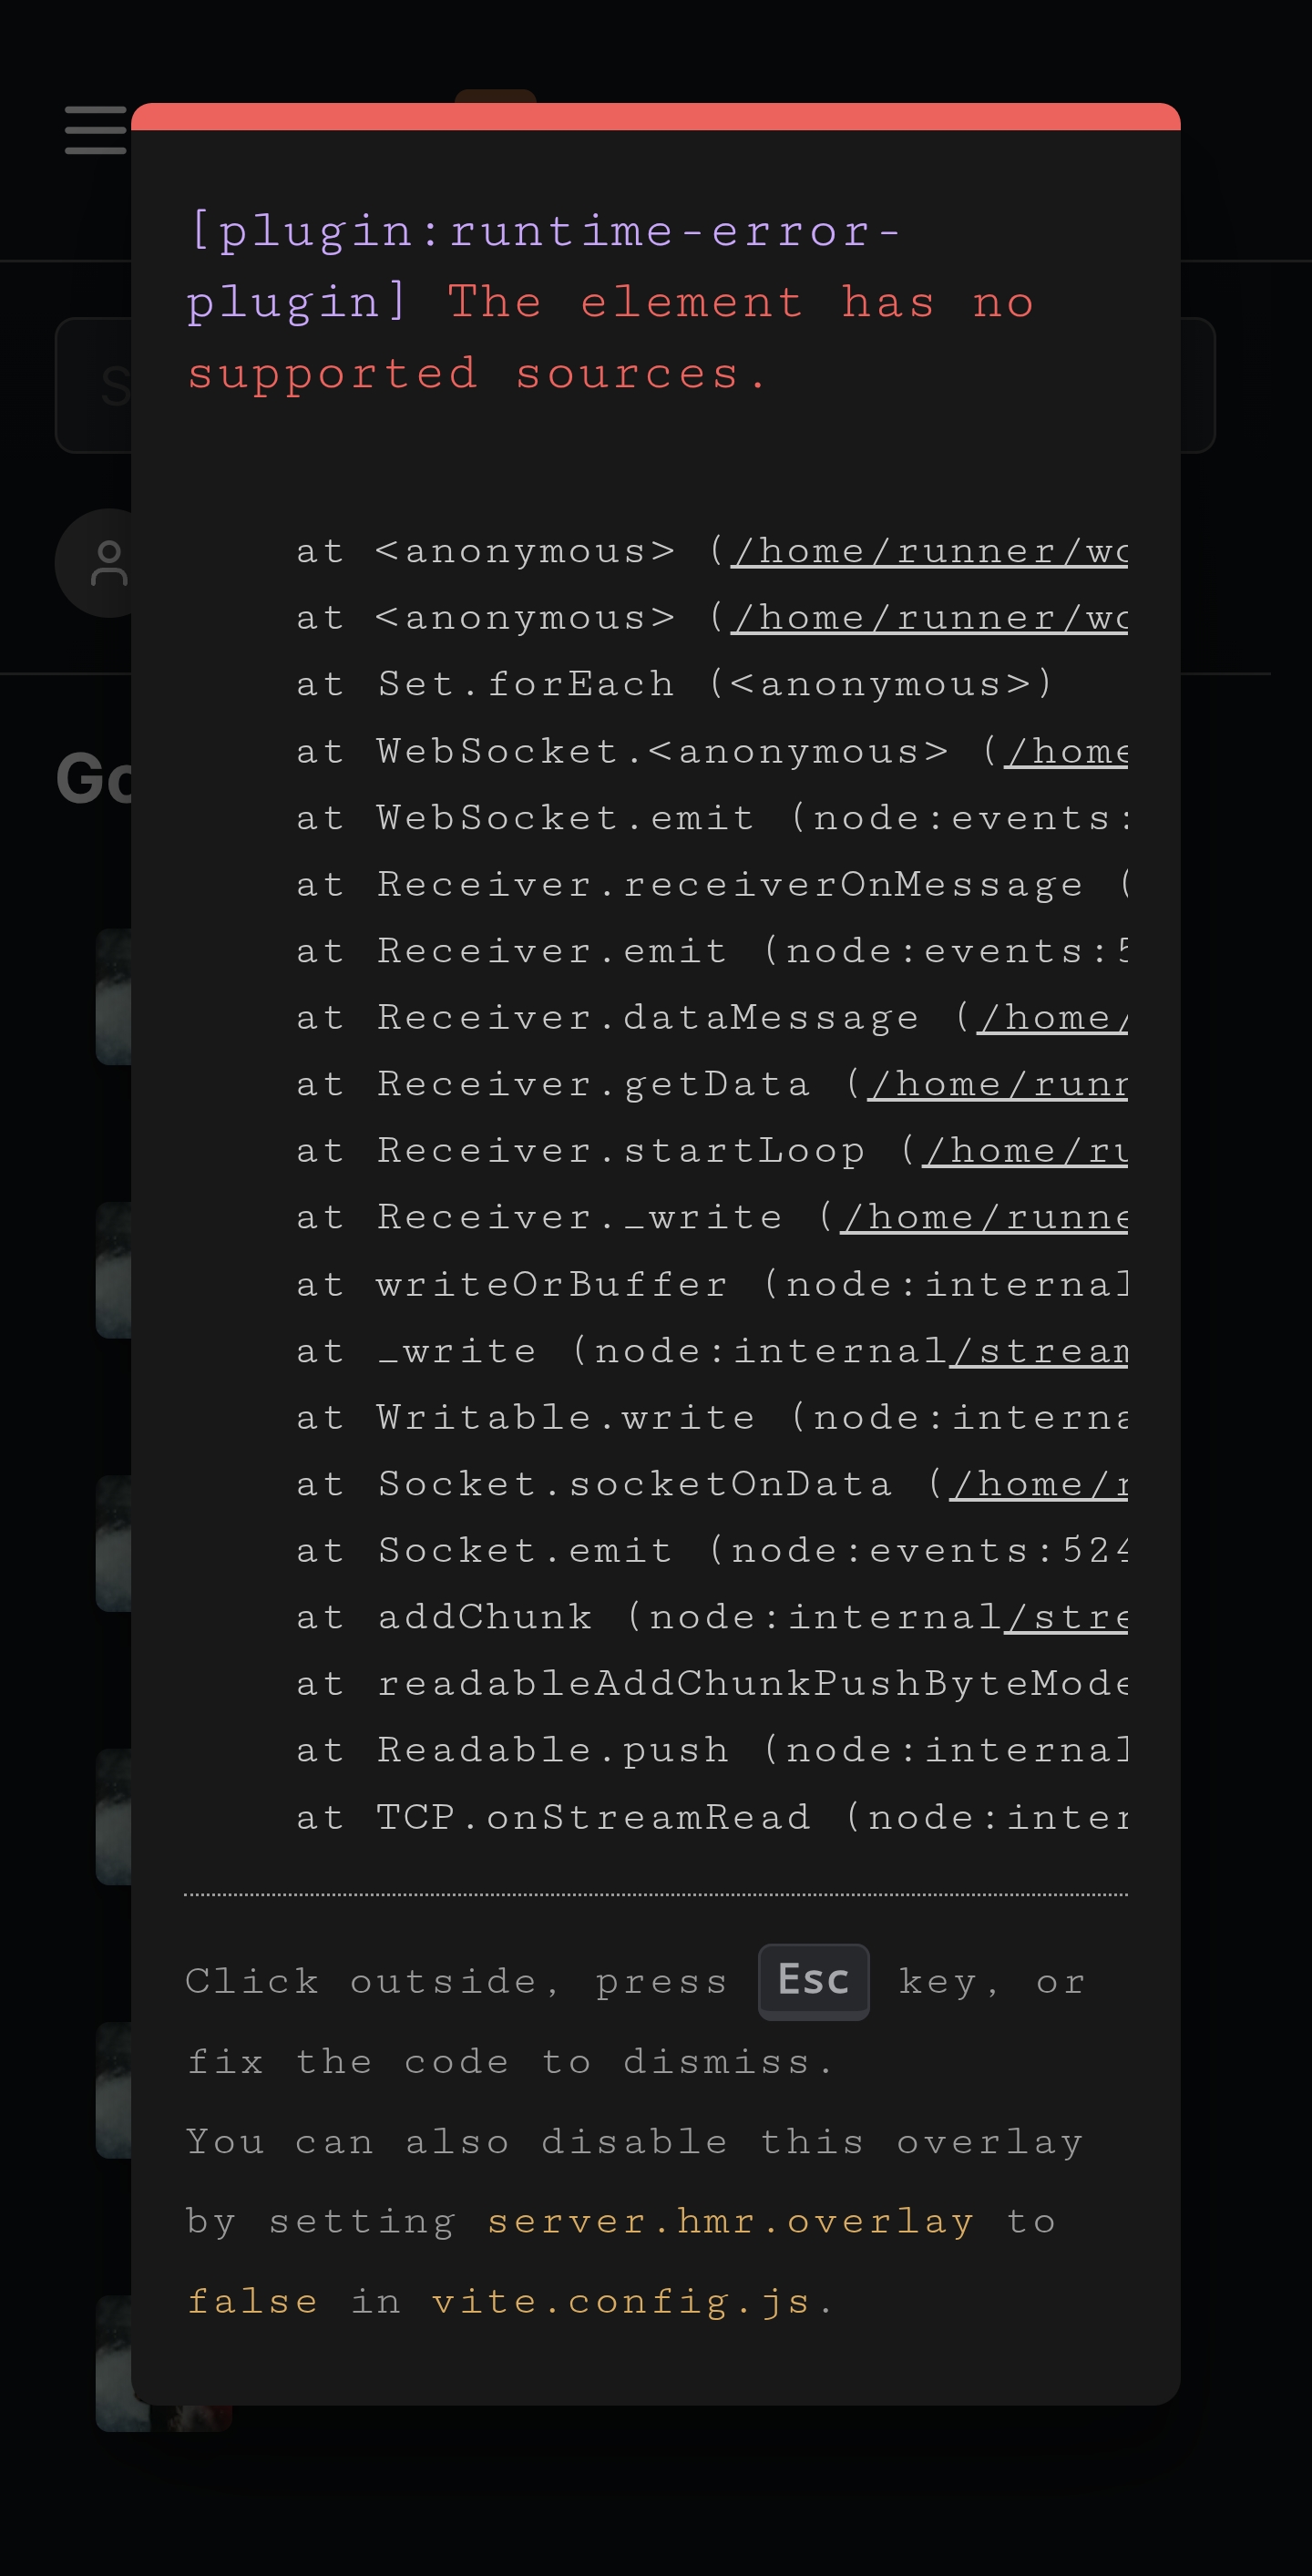 [plugin:runtime-error-
plugin] The element has no
supported sources.
S
at <anonymous> (/home/runner/wo
at <anonymous> (/home/runner/wo
at Set.forEach (<anonymous>)
Go
at WebSocket.<anonymous> (/home
at WebSocket.emit (node:events:
at Receiver.receiverOnMessage (
at Receiver.emit (node:events:5
at Receiver.dataMessage (/home/
at Receiver.getData (/home/runn
at Receiver.startLoop (/home/ru
at Receiver._write (/home/runne
at writeOrBuffer (node:internal
at _write (node:internal/stream
at Writable.write (node:interna
at Socket.socketOnData (/home/r
at Socket.emit (node:events:524
at addChunk (node:internal/stre
at readableAddChunkPushByteMode
at Readable.push (node:internal
at TCP.onStreamRead (node:inter
Click outside, press Esc key, or
fix the code to dismiss.
You can also disable this overlay
by setting server.hmr.overlay to
false in vite.config.js.